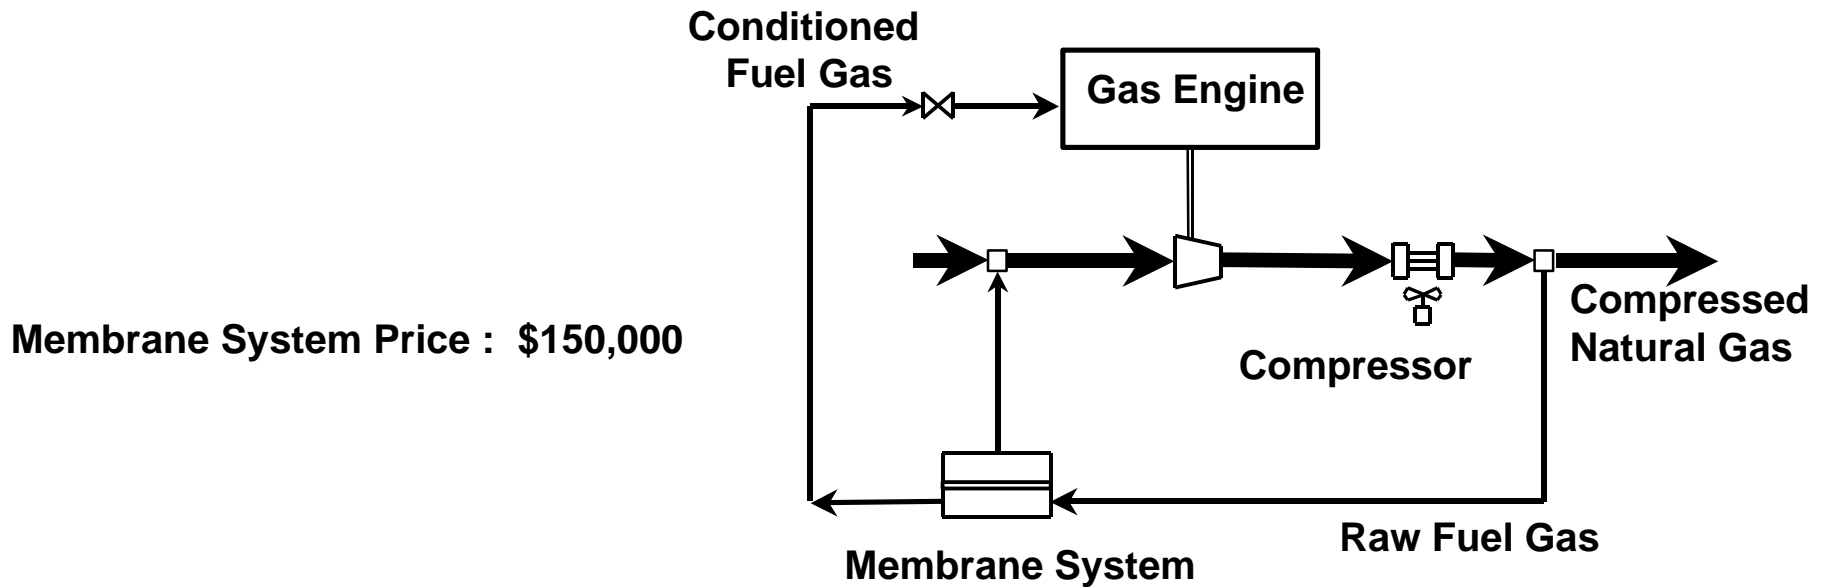 Conditioned
Fuel Gas
Gas Engine
Compressed
Natural Gas
Membrane System Price :  $150,000
Compressor
Raw Fuel Gas
Membrane System